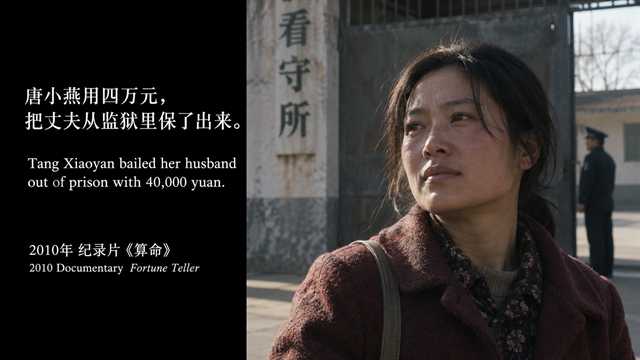 唐小燕用四万元，
把丈夫从监狱里保了出来。
Tang Xiaoyan bailed her husband
out of prison with 40,000 yuan.
2010年 纪录片《算命》
2010 Documentary Fortune Teller
看守所